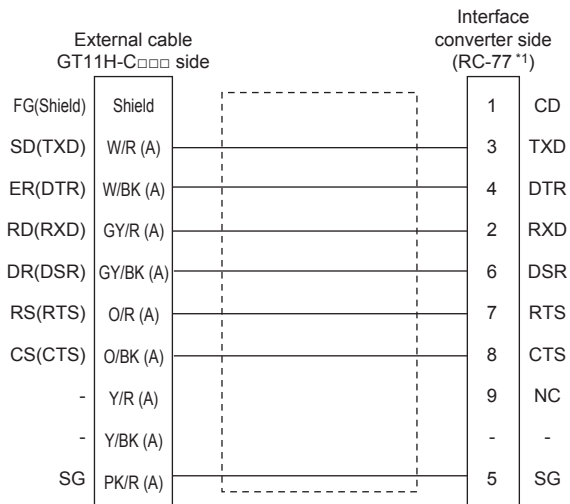 External cable
GT11H-C□□□ side
Interface
converter side
(RC-77 *1)
FG(Shield) Shield 1 CD
SD(TXD) W/R (A) 3 TXD
ER(DTR) W/BK (A) 4 DTR
RD(RXD) GY/R (A) 2 RXD
DR(DSR) GY/BK (A) 6 DSR
RS(RTS) O/R (A) 7 RTS
CS(CTS) O/BK (A) 8 CTS
- Y/R (A) 9 NC
- Y/BK (A) - -
SG PK/R (A) 5 SG